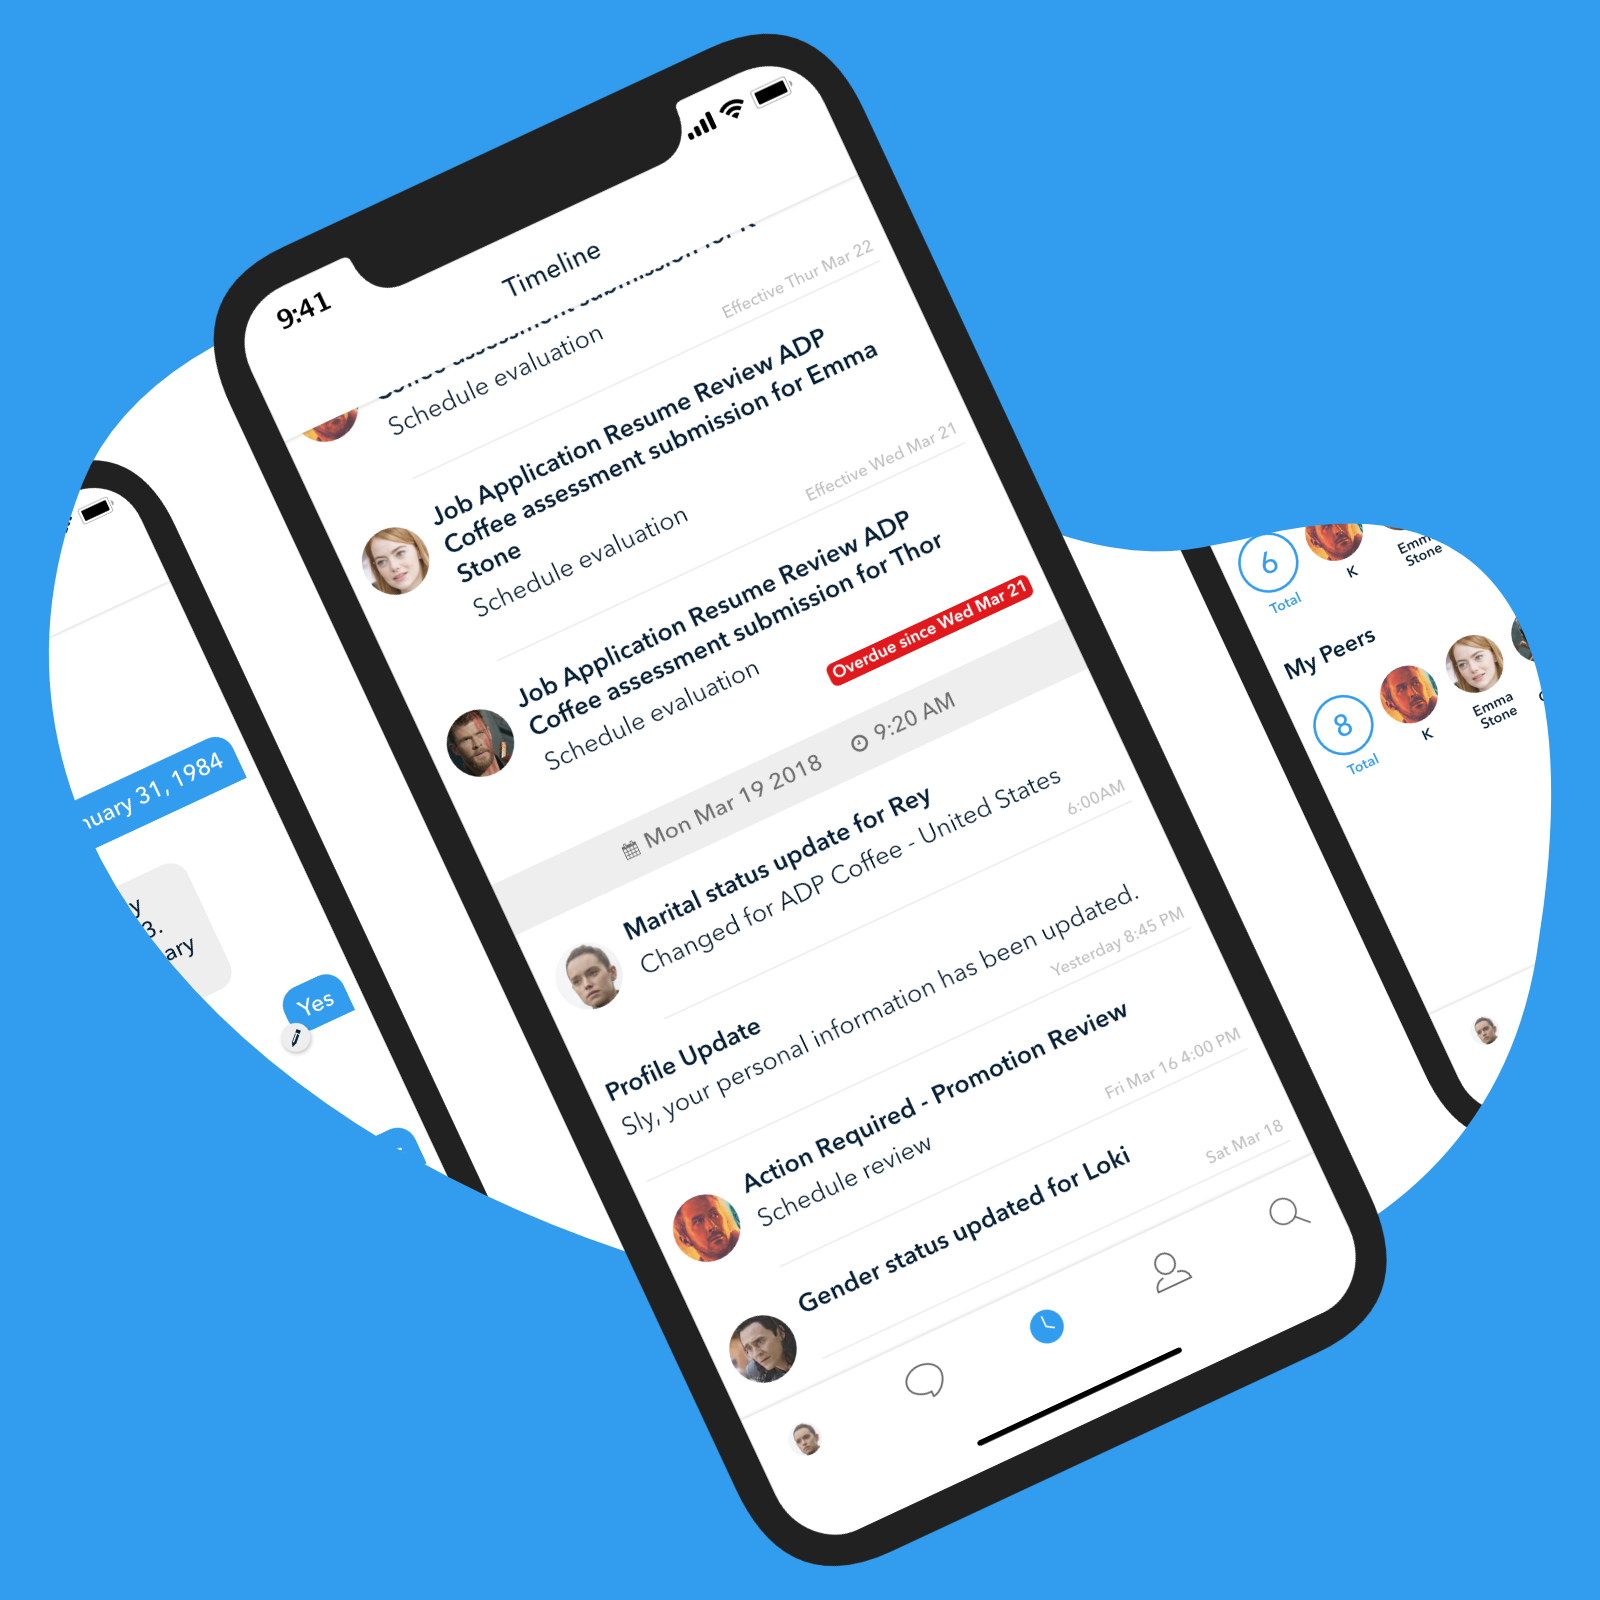 9:41
Timeline
Schedule evaluation
Effective Thur Mar 22
Job Application Resume Review ADP
Coffee assessment submission for Emma
Stone
Schedule evaluation
Effective Wed Mar 21
Job Application Resume Review ADP
Coffee assessment submission for Thor
Schedule evaluation
Overdue since Wed Mar 21
Mon Mar 19 2018 9:20 AM
Marital status update for Rey
Changed for ADP Coffee - United States
6:00AM
Profile Update
Sly, your personal information has been updated.
Yesterday 8:45 PM
Action Required - Promotion Review
Schedule review
Fri Mar 16 4:00 PM
Gender status updated for Loki
Sat Mar 18
nuary 31, 1984
y
3.
ary
Yes
6
Total
K
Emma
Stone
My Peers
8
Total
K
Emma
Stone